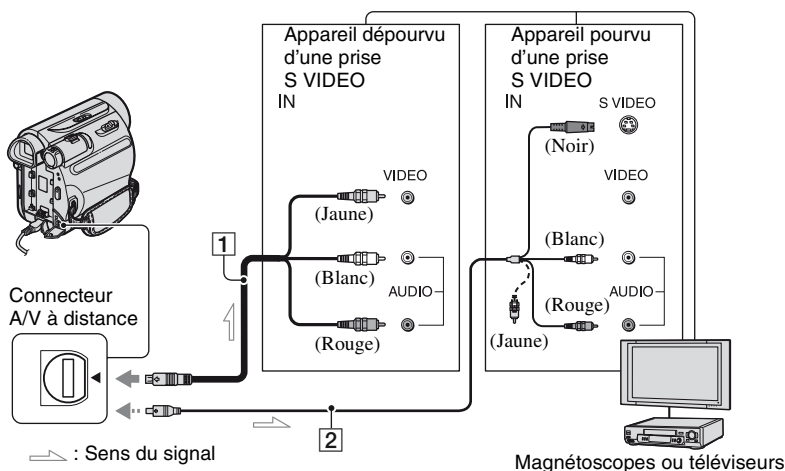 Appareil dépourvu
d'une prise
S VIDEO
IN
VIDEO
(Jaune)
(Blanc)
AUDIO
(Rouge)
Appareil pourvu
d'une prise
S VIDEO
IN
S VIDEO
(Noir)
VIDEO
(Blanc)
AUDIO
(Rouge)
(Jaune)
1
Connecteur
A/V à distance
2
: Sens du signal
Magnétoscopes ou téléviseurs